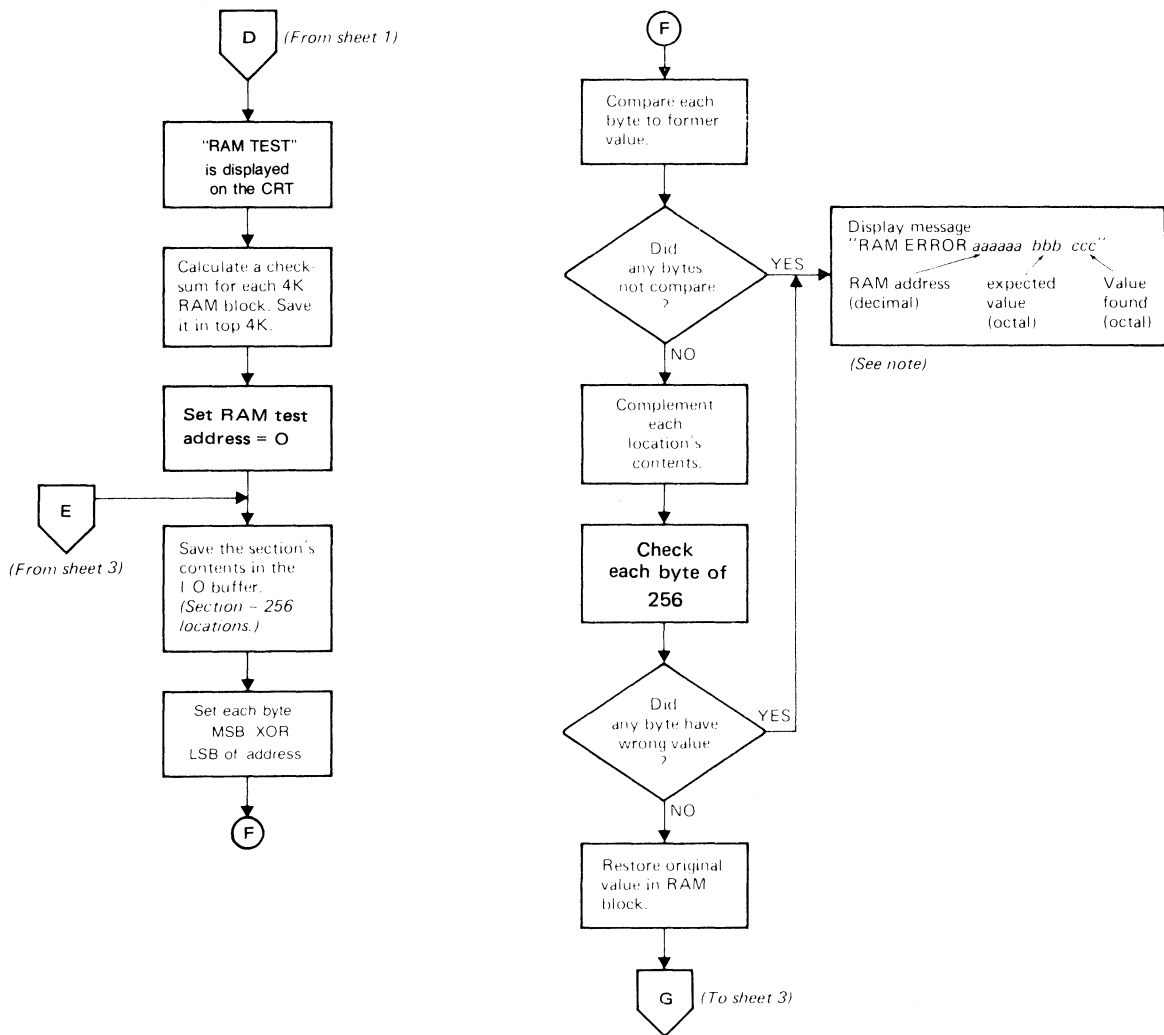 D
(From sheet 1)
"RAM TEST"
is displayed
on the CRT
Calculate a check-
sum for each 4K
RAM block. Save
it in top 4K.
Set RAM test
address = O
E
(From sheet 3)
Save the section's
contents in the
I O buffer.
(Section – 256
locations.)
Set each byte
MSB XOR
LSB of address
F
F
Compare each
byte to former
value.
Did
any bytes
not compare
?
YES
NO
Display message
"RAM ERROR aaaaaa bbb ccc"
RAM address expected Value
(decimal) value found
(octal) (octal)
(See note)
Complement
each
location's
contents.
Check
each byte of
256
Did
any byte have
wrong value
?
YES
NO
Restore original
value in RAM
block.
G
(To sheet 3)